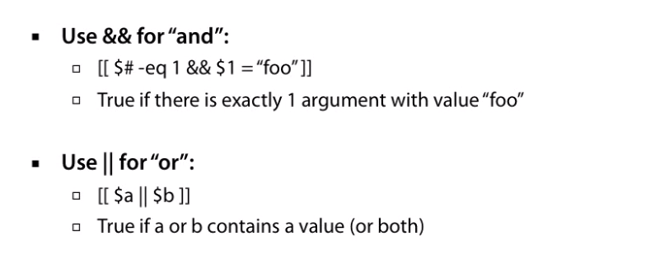 ▪ Use && for “and”:
▫ [[ $# -eq 1 && $1 = “foo” ]]
▫ True if there is exactly 1 argument with value “foo”
▪ Use || for “or”:
▫ [[ $a || $b ]]
▫ True if a or b contains a value (or both)